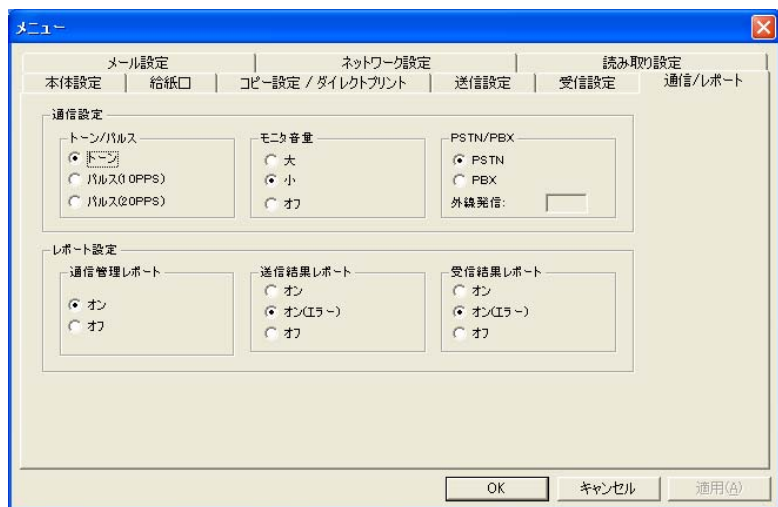 メニュー
メール設定 ネットワーク設定 読み取り設定
本体設定 給紙口 コピー設定 / ダイレクトプリント 送信設定 受信設定 通信/レポート
通信設定
トーン/パルス
トーン
パルス(10PPS)
パルス(20PPS)
モニタ音量
大
小
オフ
PSTN/PBX
PSTN
PBX
外線発信:
レポート設定
通信管理レポート
オン
オフ
送信結果レポート
オン
オン(エラー)
オフ
受信結果レポート
オン
オン(エラー)
オフ
OK キャンセル 適用(A)